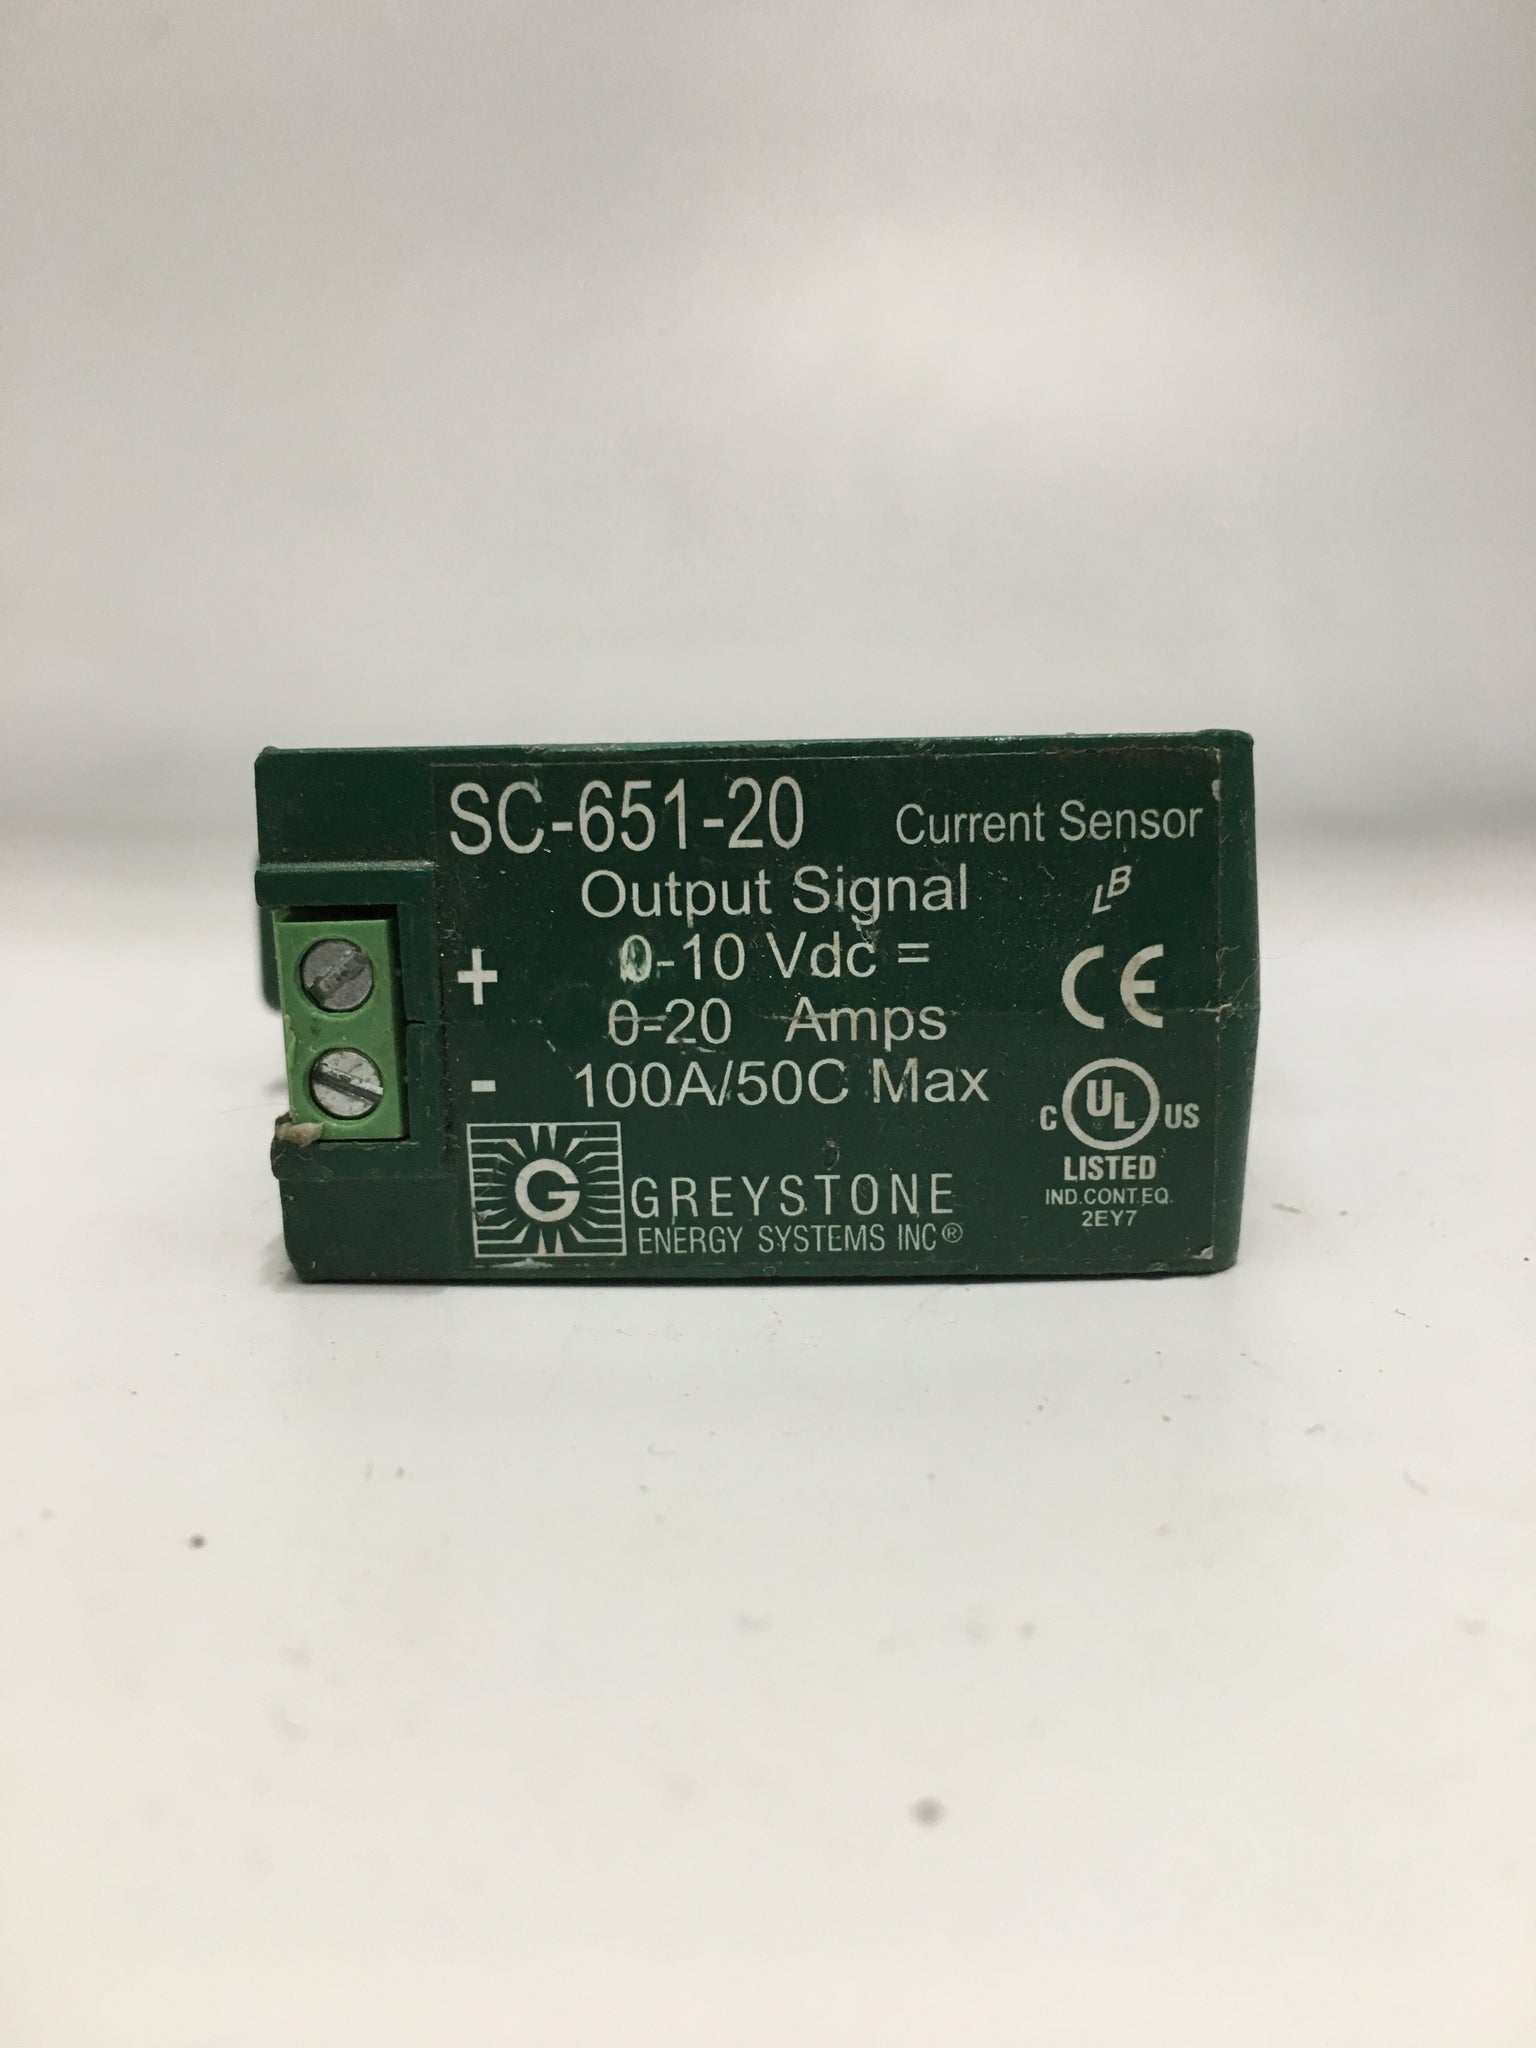 SC-651-20 Current Sensor
Output Signal
LB
+ 0-10 Vdc =
CE
0-20 Amps
- 100A/50C Max
C UL US
LISTED
IND.CONT.EQ.
2EY7
G GREYSTONE
ENERGY SYSTEMS INC®